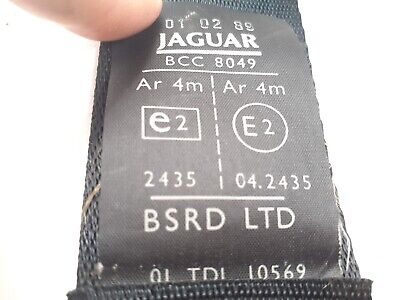 01 02 89
JAGUAR
BCC 8049
Ar 4m Ar 4m
e2 E2
2435 04.2435
BSRD LTD
01 TDL 10569